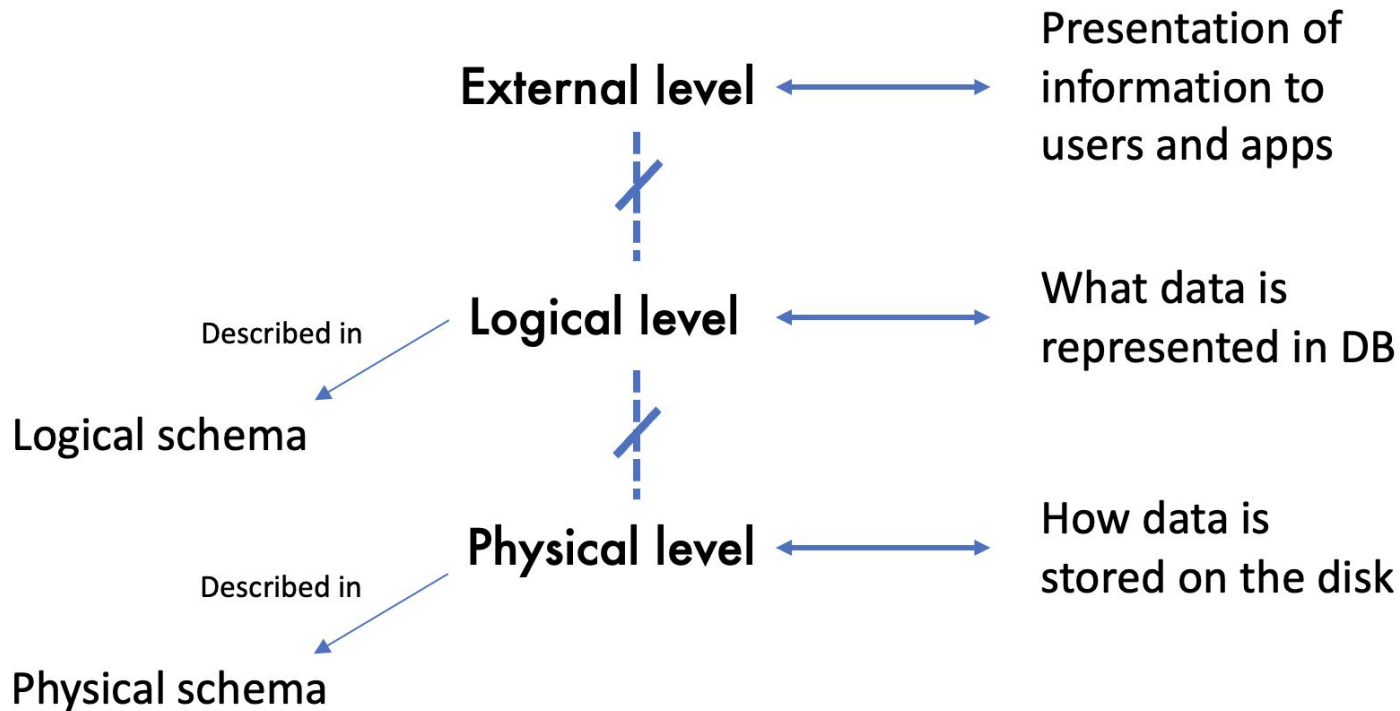 External level
Presentation of
information to
users and apps
Described in
Logical level
What data is
represented in DB
Logical schema
Described in
Physical level
How data is
stored on the disk
Physical schema